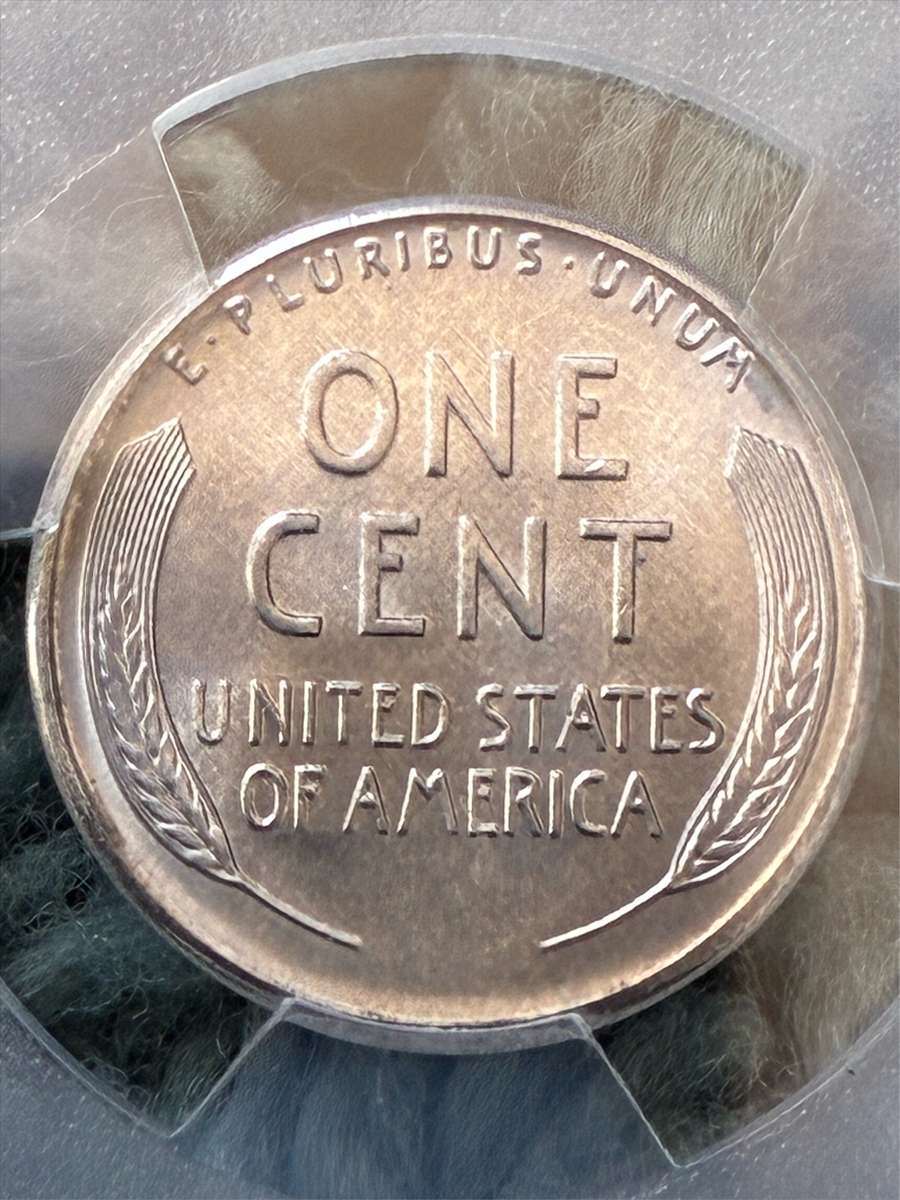 E·PLURIBUS·UNUM
ONE
CENT
UNITED STATES
OF AMERICA